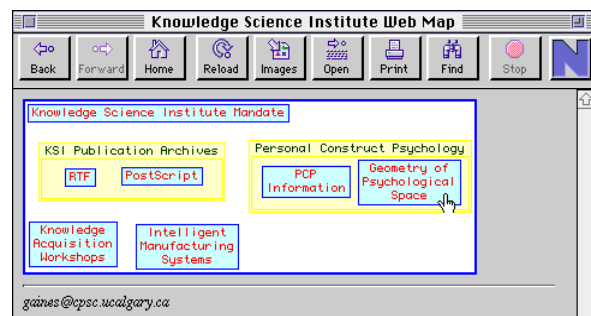 Knowledge Science Institute Web Map
Back Forward Home Reload Images Open Print Find Stop N
Knowledge Science Institute Mandate
KSI Publication Archives
RTF PostScript
Personal Construct Psychology
PCP
Information
Geometry of
Psychological
Space
Knowledge
Acquisition
Workshops
Intelligent
Manufacturing
Systems
gaines@cpsc.ucalgary.ca